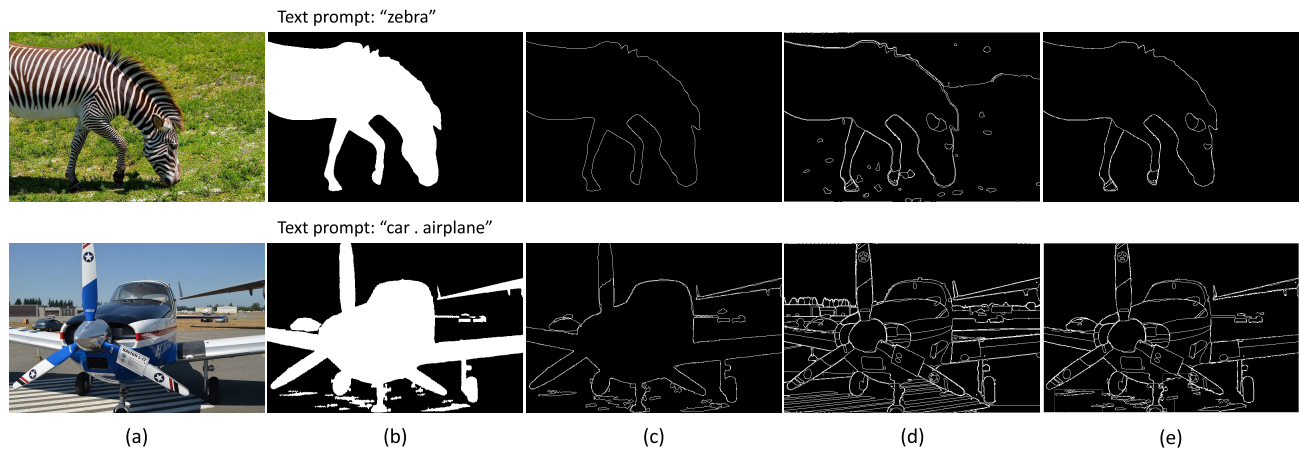 Text prompt: “zebra”
Text prompt: “car . airplane”
(a) (b) (c) (d) (e)